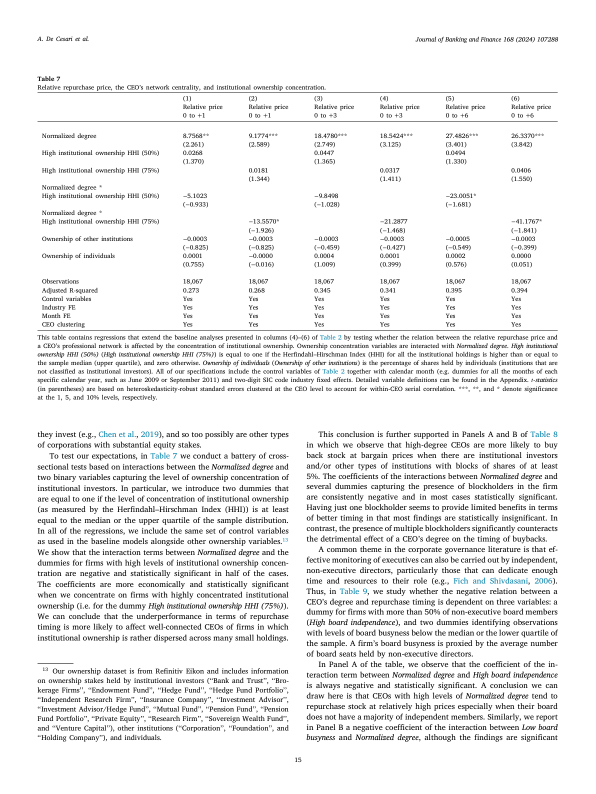 A. De Cesari et al.
Journal of Banking and Finance 168 (2024) 107288
Table 7
Relative repurchase price, the CEO's network centrality, and institutional ownership concentration.
(1) (2) (3) (4) (5) (6)
Relative price Relative price Relative price Relative price Relative price Relative price
0 to +1 0 to +1 0 to +3 0 to +3 0 to +6 0 to +6
Normalized degree 8.7568** 9.1774*** 18.4780*** 18.5424*** 27.4826*** 26.3370***
(2.261) (2.589) (2.749) (3.125) (3.401) (3.842)
High institutional ownership HHI (50%) 0.0268 0.0447 0.0494
(1.370) (1.365) (1.330)
High institutional ownership HHI (75%) 0.0181 0.0317 0.0406
(1.344) (1.411) (1.550)
Normalized degree *
High institutional ownership HHI (50%) −5.1023 −9.8498 −23.0051*
(−0.933) (−1.028) (−1.681)
Normalized degree *
High institutional ownership HHI (75%) −13.5570* −21.2877 −41.1767*
(−1.926) (−1.468) (−1.841)
Ownership of other institutions −0.0003 −0.0003 −0.0003 −0.0003 −0.0005 −0.0003
(−0.825) (−0.825) (−0.459) (−0.427) (−0.549) (−0.399)
Ownership of individuals 0.0001 −0.0000 0.0004 0.0001 0.0002 0.0000
(0.755) (−0.016) (1.009) (0.399) (0.576) (0.051)
Observations 18,067 18,067 18,067 18,067 18,067 18,067
Adjusted R-squared 0.273 0.268 0.345 0.341 0.395 0.394
Control variables Yes Yes Yes Yes Yes Yes
Industry FE Yes Yes Yes Yes Yes Yes
Month FE Yes Yes Yes Yes Yes Yes
CEO clustering Yes Yes Yes Yes Yes Yes
This table contains regressions that extend the baseline analyses presented in columns (4)–(6) of Table 2 by testing whether the relation between the relative repurchase price and
a CEO's professional network is affected by the concentration of institutional ownership. Ownership concentration variables are interacted with Normalized degree. High institutional
ownership HHI (50%) (High institutional ownership HHI (75%)) is equal to one if the Herfindahl–Hirschman Index (HHI) for all the institutional holdings is higher than or equal to
the sample median (upper quartile), and zero otherwise. Ownership of individuals (Ownership of other institutions) is the percentage of shares held by individuals (institutions that are
not classified as institutional investors). All of our specifications include the control variables of Table 2 together with calendar month (e.g. dummies for all the months of each
specific calendar year, such as June 2009 or September 2011) and two-digit SIC code industry fixed effects. Detailed variable definitions can be found in the Appendix. t-statistics
(in parentheses) are based on heteroskedasticity-robust standard errors clustered at the CEO level to account for within-CEO serial correlation. ***, **, and * denote significance
at the 1, 5, and 10% levels, respectively.
they invest (e.g., Chen et al., 2019), and so too possibly are other types
of corporations with substantial equity stakes.
To test our expectations, in Table 7 we conduct a battery of cross-
sectional tests based on interactions between the Normalized degree and
two binary variables capturing the level of ownership concentration of
institutional investors. In particular, we introduce two dummies that
are equal to one if the level of concentration of institutional ownership
(as measured by the Herfindahl–Hirschman Index (HHI)) is at least
equal to the median or the upper quartile of the sample distribution.
In all of the regressions, we include the same set of control variables
as used in the baseline models alongside other ownership variables.13
We show that the interaction terms between Normalized degree and the
dummies for firms with high levels of institutional ownership concen-
tration are negative and statistically significant in half of the cases.
The coefficients are more economically and statistically significant
when we concentrate on firms with highly concentrated institutional
ownership (i.e. for the dummy High institutional ownership HHI (75%)).
We can conclude that the underperformance in terms of repurchase
timing is more likely to affect well-connected CEOs of firms in which
institutional ownership is rather dispersed across many small holdings.
13 Our ownership dataset is from Refinitiv Eikon and includes information
on ownership stakes held by institutional investors ("Bank and Trust", "Bro-
kerage Firms", "Endowment Fund", "Hedge Fund", "Hedge Fund Portfolio",
"Independent Research Firm", "Insurance Company", "Investment Advisor",
"Investment Advisor/Hedge Fund", "Mutual Fund", "Pension Fund", "Pension
Fund Portfolio", "Private Equity", "Research Firm", "Sovereign Wealth Fund",
and "Venture Capital"), other institutions ("Corporation", "Foundation", and
"Holding Company"), and individuals.
This conclusion is further supported in Panels A and B of Table 8
in which we observe that high-degree CEOs are more likely to buy
back stock at bargain prices when there are institutional investors
and/or other types of institutions with blocks of shares of at least
5%. The coefficients of the interactions between Normalized degree and
several dummies capturing the presence of blockholders in the firm
are consistently negative and in most cases statistically significant.
Having just one blockholder seems to provide limited benefits in terms
of better timing in that most findings are statistically insignificant. In
contrast, the presence of multiple blockholders significantly counteracts
the detrimental effect of a CEO's degree on the timing of buybacks.
A common theme in the corporate governance literature is that ef-
fective monitoring of executives can also be carried out by independent,
non-executive directors, particularly those that can dedicate enough
time and resources to their role (e.g., Fich and Shivdasani, 2006).
Thus, in Table 9, we study whether the negative relation between a
CEO's degree and repurchase timing is dependent on three variables: a
dummy for firms with more than 50% of non-executive board members
(High board independence), and two dummies identifying observations
with levels of board busyness below the median or the lower quartile of
the sample. A firm's board busyness is proxied by the average number
of board seats held by non-executive directors.
In Panel A of the table, we observe that the coefficient of the in-
teraction term between Normalized degree and High board independence
is always negative and statistically significant. A conclusion we can
draw here is that CEOs with high levels of Normalized degree tend to
repurchase stock at relatively high prices especially when their board
does not have a majority of independent members. Similarly, we report
in Panel B a negative coefficient of the interaction between Low board
busyness and Normalized degree, although the findings are significant
15